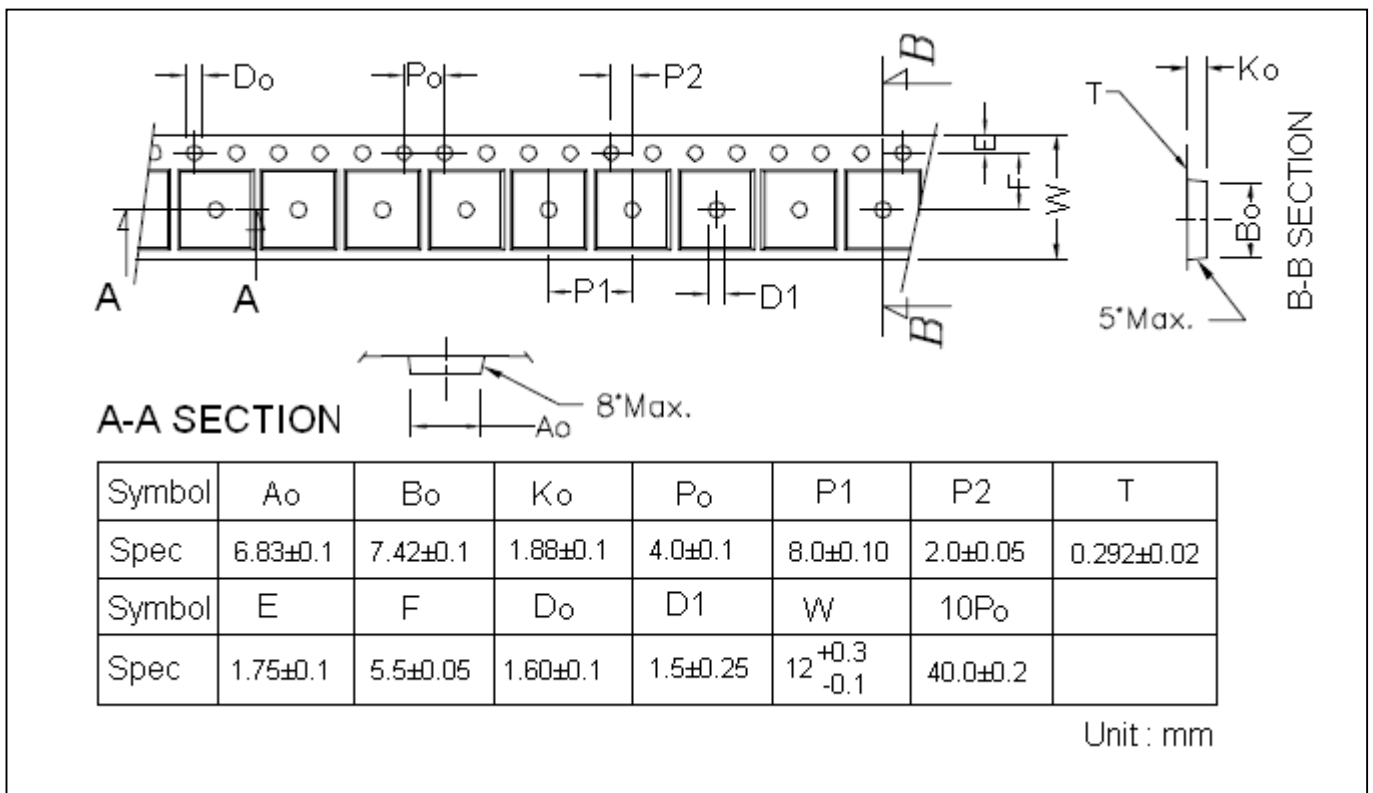 Do
Po
P2
B
Ko
T
E
F
W
Bo
B-B SECTION
A
A
P1
D1
B
5°Max.
8°Max.
A-A SECTION
Ao
Symbol Ao Bo Ko Po P1 P2 T
Spec 6.83±0.1 7.42±0.1 1.88±0.1 4.0±0.1 8.0±0.10 2.0±0.05 0.292±0.02
Symbol E F Do D1 W 10Po
Spec 1.75±0.1 5.5±0.05 1.60±0.1 1.5±0.25 12 +0.3 -0.1 40.0±0.2
Unit : mm